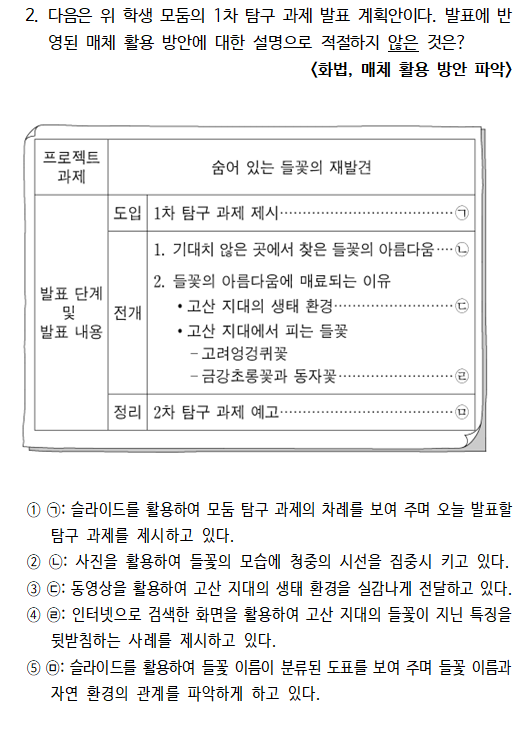 2. 다음은 위 학생 모둠의 1차 탐구 과제 발표 계획안이다. 발표에 반
영된 매체 활용 방안에 대한 설명으로 적절하지 않은 것은?
<화법, 매체 활용 방안 파악>
프로젝트 과제
숨어 있는 들꽃의 재발견
발표 단계 및 발표 내용
도입
1차 탐구 과제 제시······㉠
전개
1. 기대치 않은 곳에서 찾은 들꽃의 아름다움····㉡
2. 들꽃의 아름다움에 매료되는 이유
• 고산 지대의 생태 환경······㉢
• 고산 지대에서 피는 들꽃
– 고려엉겅퀴꽃
– 금강초롱꽃과 동자꽃······㉣
정리
2차 탐구 과제 예고······㉤
① ㉠: 슬라이드를 활용하여 모둠 탐구 과제의 차례를 보여 주며 오늘 발표할
탐구 과제를 제시하고 있다.
② ㉡: 사진을 활용하여 들꽃의 모습에 청중의 시선을 집중시 키고 있다.
③ ㉢: 동영상을 활용하여 고산 지대의 생태 환경을 실감나게 전달하고 있다.
④ ㉣: 인터넷으로 검색한 화면을 활용하여 고산 지대의 들꽃이 지닌 특징을
뒷받침하는 사례를 제시하고 있다.
⑤ ㉤: 슬라이드를 활용하여 들꽃 이름이 분류된 도표를 보여 주며 들꽃 이름과
자연 환경의 관계를 파악하게 하고 있다.